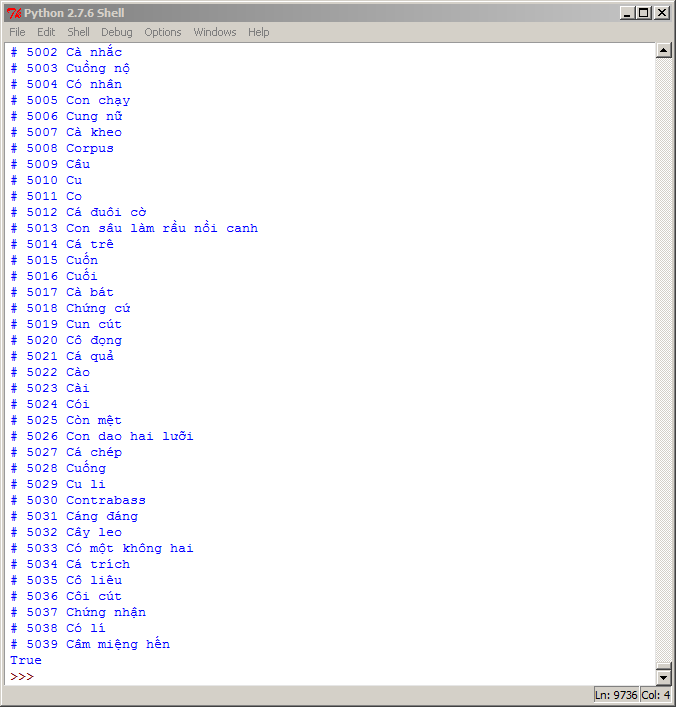 Python 2.7.6 Shell
File Edit Shell Debug Options Windows Help
# 5002 Cà nhắc
# 5003 Cuồng nộ
# 5004 Có nhân
# 5005 Con chạy
# 5006 Cung nữ
# 5007 Cà kheo
# 5008 Corpus
# 5009 Câu
# 5010 Cu
# 5011 Co
# 5012 Cá đuôi cờ
# 5013 Con sâu làm rầu nồi canh
# 5014 Cá trê
# 5015 Cuốn
# 5016 Cuối
# 5017 Cà bát
# 5018 Chứng cứ
# 5019 Cun cút
# 5020 Cô đọng
# 5021 Cá quả
# 5022 Cào
# 5023 Cài
# 5024 Cói
# 5025 Còn mệt
# 5026 Con dao hai lưỡi
# 5027 Cá chép
# 5028 Cuống
# 5029 Cu li
# 5030 Contrabass
# 5031 Cáng đáng
# 5032 Cây leo
# 5033 Có một không hai
# 5034 Cá trích
# 5035 Cô liêu
# 5036 Côi cút
# 5037 Chứng nhận
# 5038 Có lí
# 5039 Câm miệng hến
True
>>>
Ln: 9736 Col: 4